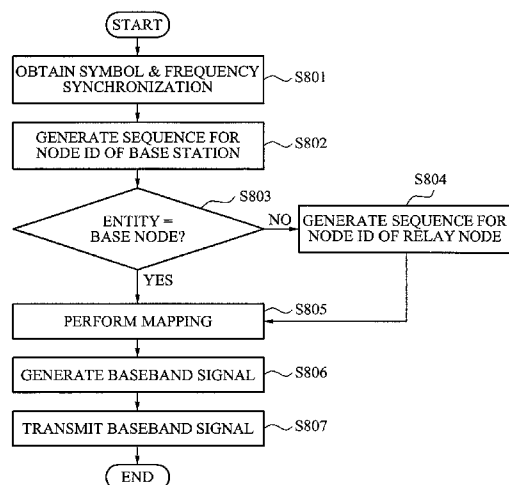 START
OBTAIN SYMBOL & FREQUENCY
SYNCHRONIZATION
S801
GENERATE SEQUENCE FOR
NODE ID OF BASE STATION
S802
S803
ENTITY =
BASE NODE?
NO
S804
GENERATE SEQUENCE FOR
NODE ID OF RELAY NODE
YES
PERFORM MAPPING
S805
GENERATE BASEBAND SIGNAL
S806
TRANSMIT BASEBAND SIGNAL
S807
END